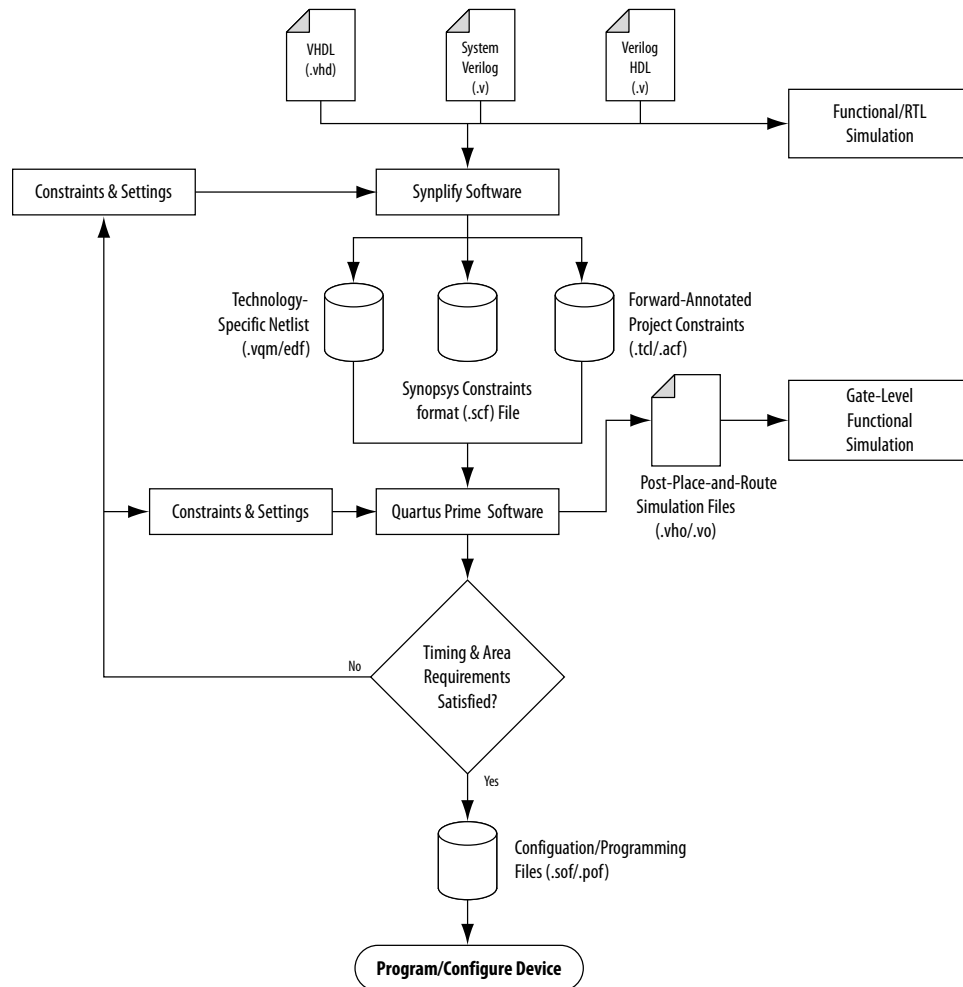 VHDL
(.vhd)
System
Verilog
(.v)
Verilog
HDL
(.v)
Functional/RTL
Simulation
Constraints & Settings
Synplify Software
Technology-
Specific Netlist
(.vqm/edf)
Forward-Annotated
Project Constraints
(.tcl/.acf)
Synopsys Constraints
format (.scf) File
Gate-Level
Functional
Simulation
Post-Place-and-Route
Simulation Files
(.vho/.vo)
Constraints & Settings
Quartus Prime Software
No
Timing & Area
Requirements
Satisfied?
Yes
Configuation/Programming
Files (.sof/.pof)
Program/Configure Device